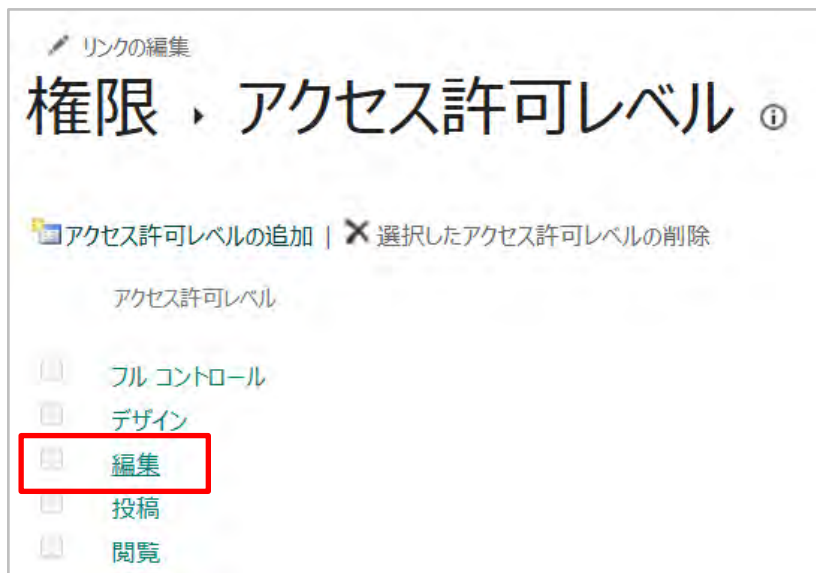 リンクの編集
権限 ▸ アクセス許可レベル ⓘ
アクセス許可レベルの追加 | ✕ 選択したアクセス許可レベルの削除
アクセス許可レベル
フル コントロール
デザイン
編集
投稿
閲覧